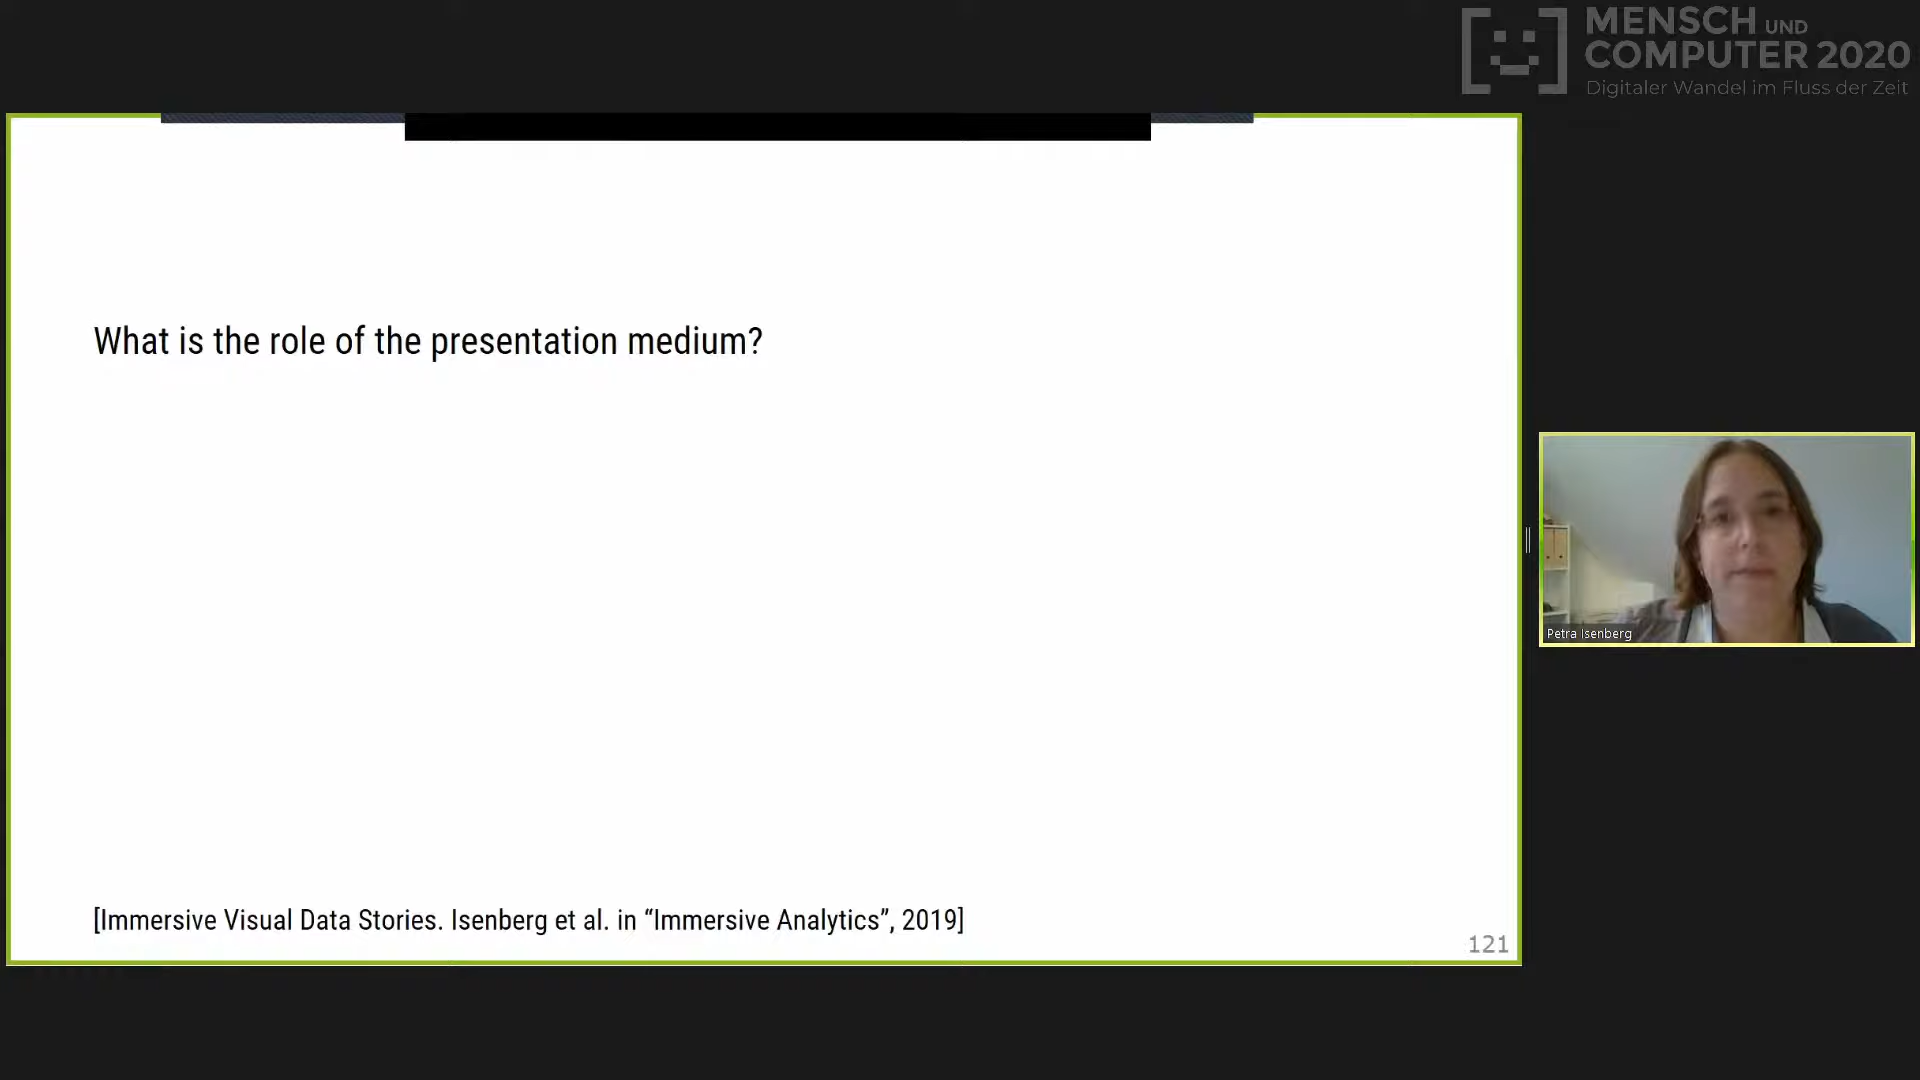 MENSCH UND
COMPUTER 2020
Digitaler Wandel im Fluss der Zeit
What is the role of the presentation medium?
Petra Isenberg
[Immersive Visual Data Stories. Isenberg et al. in “Immersive Analytics”, 2019]
121